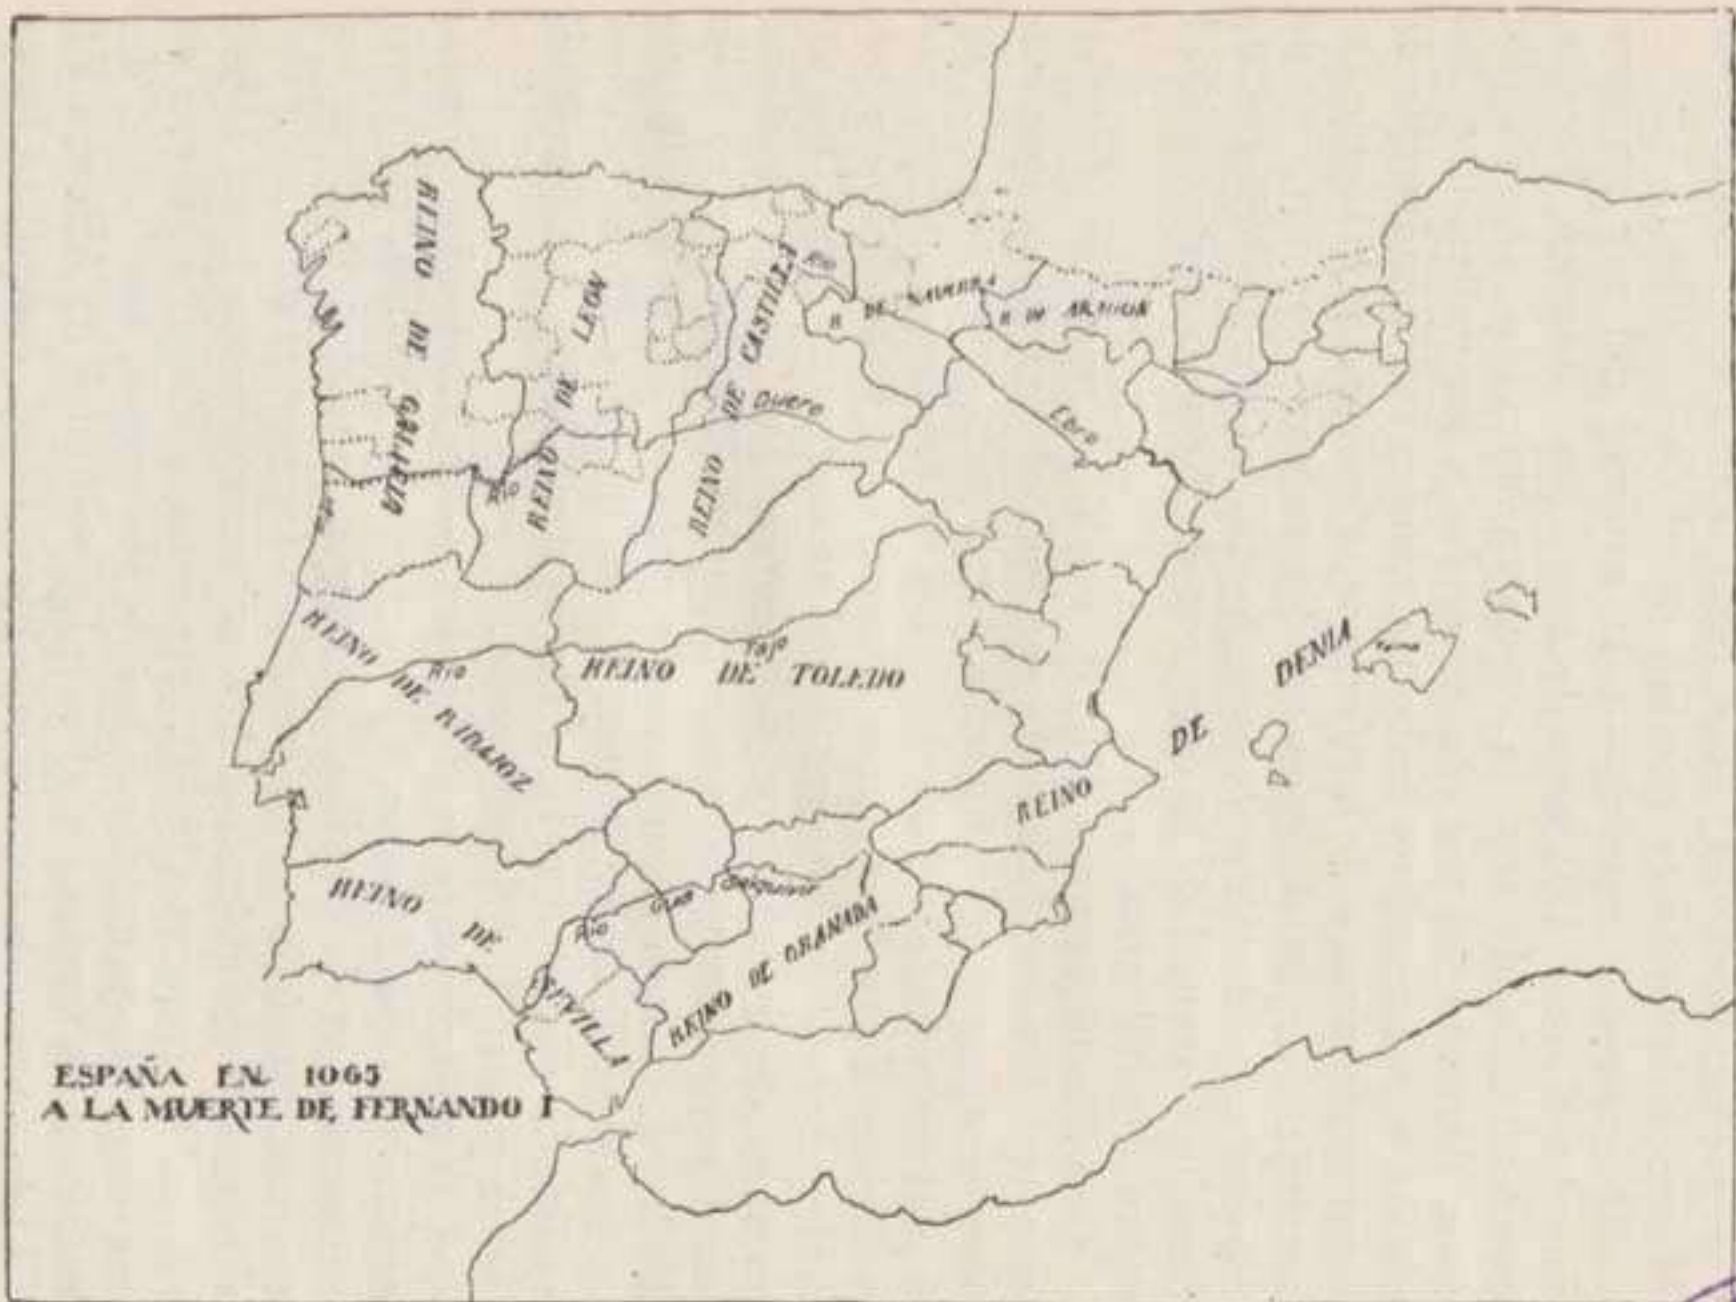 REINO DE GALICIA
REINO DE LEON
REINO DE CASTILLA
Rio
R DE NAVARRA
R DE ARAGON
Duero
Rio
Ebro
REINO DE BADAJOZ
Rio
Tajo
REINO DE TOLEDO
REINO DE DENIA
REINO DE SEVILLA
Rio
Guadalquivir
REINO DE GRANADA
ESPAÑA EN 1065
A LA MUERTE DE FERNANDO I